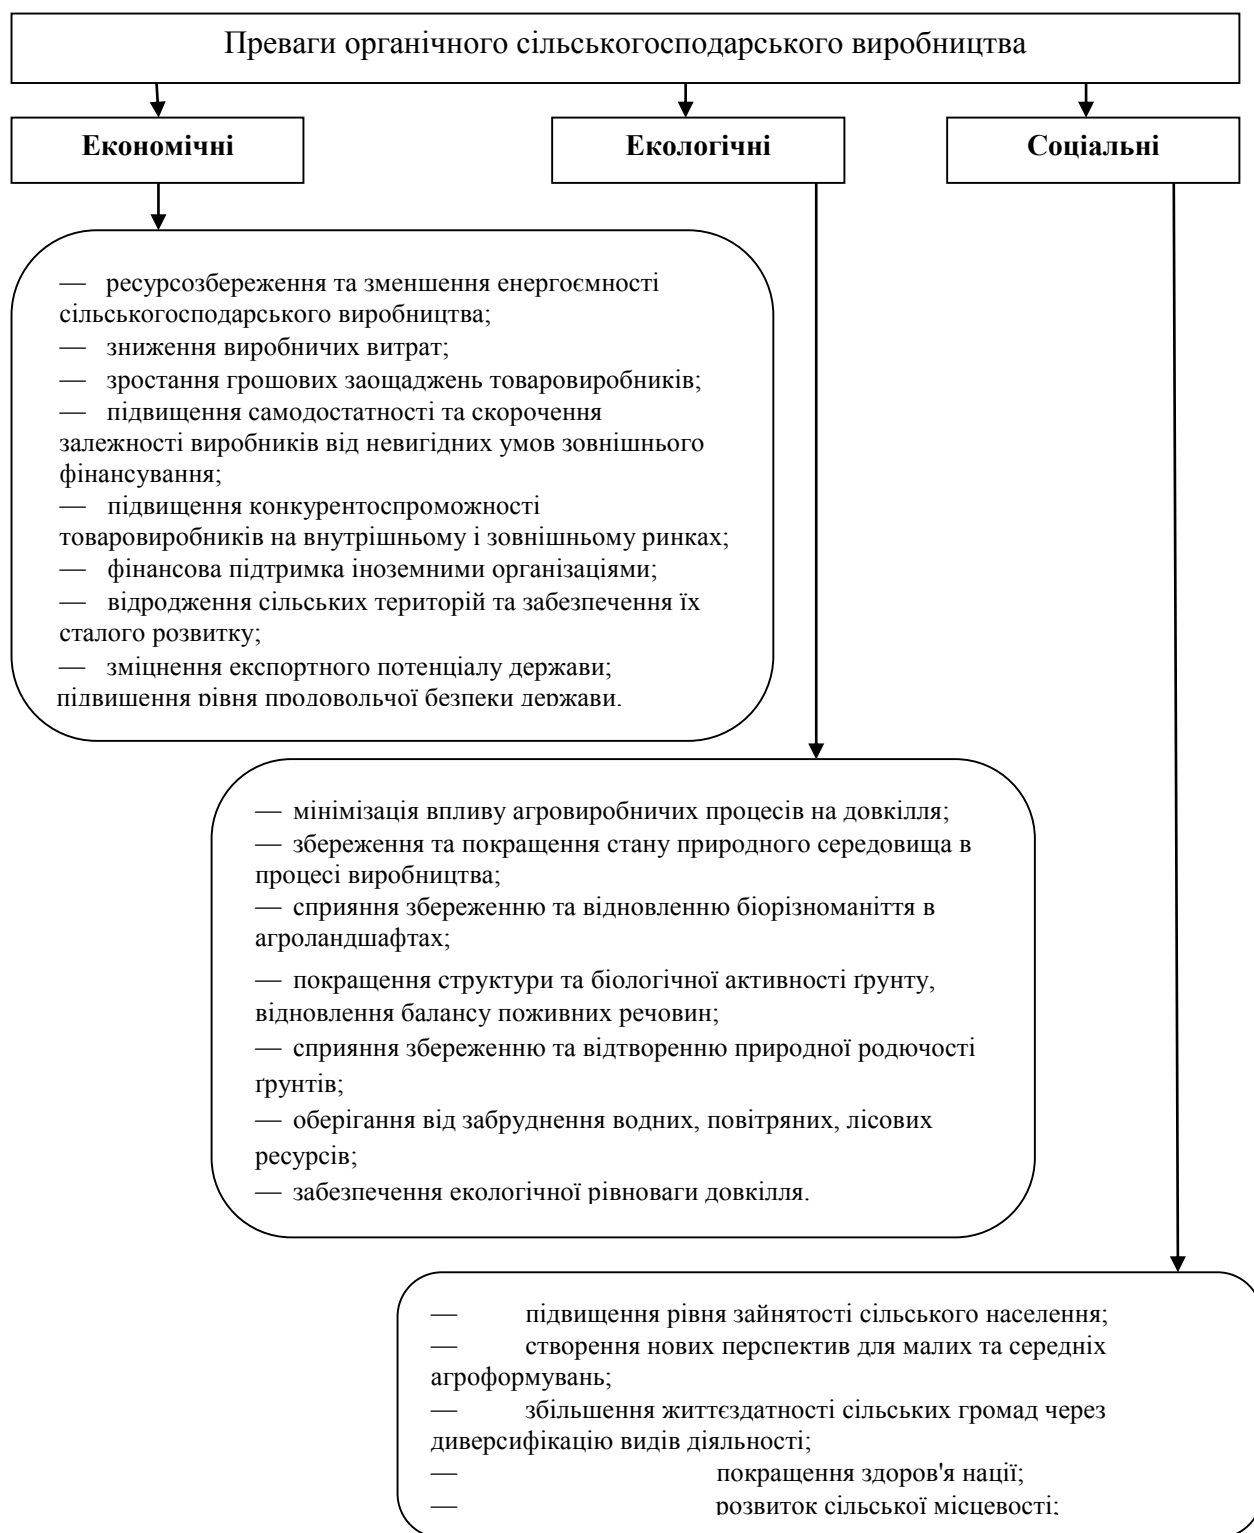 Преваги органічного сільськогосподарського виробництва
Економічні
Екологічні
Соціальні
— ресурсозбереження та зменшення енергоємності
сільськогосподарського виробництва;
— зниження виробничих витрат;
— зростання грошових заощаджень товаровиробників;
— підвищення самодостатності та скорочення
залежності виробників від невигідних умов зовнішнього
фінансування;
— підвищення конкурентоспроможності
товаровиробників на внутрішньому і зовнішньому ринках;
— фінансова підтримка іноземними організаціями;
— відродження сільських територій та забезпечення їх
сталого розвитку;
— зміцнення експортного потенціалу держави;
підвищення рівня продовольчої безпеки держави.
— мінімізація впливу агровиробничих процесів на довкілля;
— збереження та покращення стану природного середовища в
процесі виробництва;
— сприяння збереженню та відновленню біорізноманіття в
агроландшафтах;
— покращення структури та біологічної активності ґрунту,
відновлення балансу поживних речовин;
— сприяння збереженню та відтворенню природної родючості
ґрунтів;
— оберігання від забруднення водних, повітряних, лісових
ресурсів;
— забезпечення екологічної рівноваги довкілля.
— підвищення рівня зайнятості сільського населення;
— створення нових перспектив для малих та середніх
агроформувань;
— збільшення життєздатності сільських громад через
диверсифікацію видів діяльності;
— покращення здоров'я нації;
— розвиток сільської місцевості;